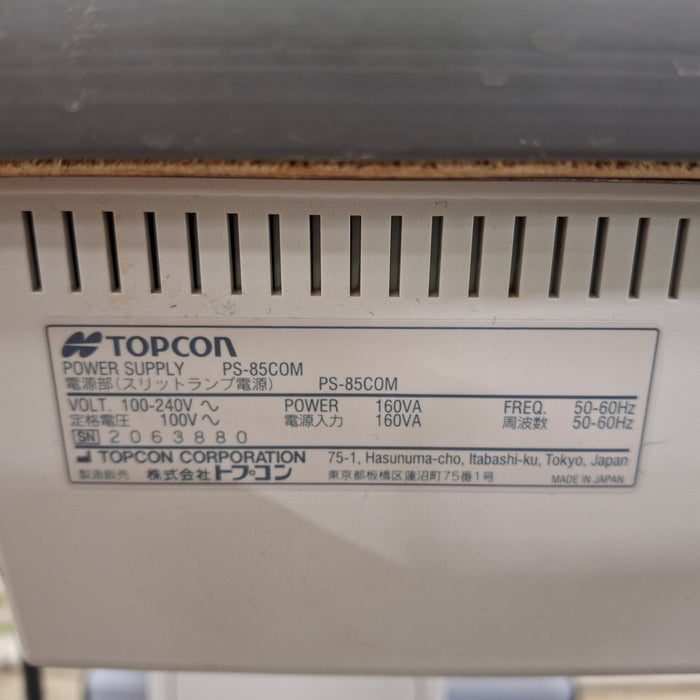 TOPCON
POWER SUPPLY PS-85COM
電源部(スリットランプ電源) PS-85COM
VOLT. 100-240V ～ POWER 160VA FREQ. 50-60Hz
定格電圧 100V ～ 電源入力 160VA 周波数 50-60Hz
SN 2063880
TOPCON CORPORATION 75-1, Hasunuma-cho, Itabashi-ku, Tokyo, Japan
製造販売 株式会社トプコン 東京都板橋区蓮沼町75番1号 MADE IN JAPAN